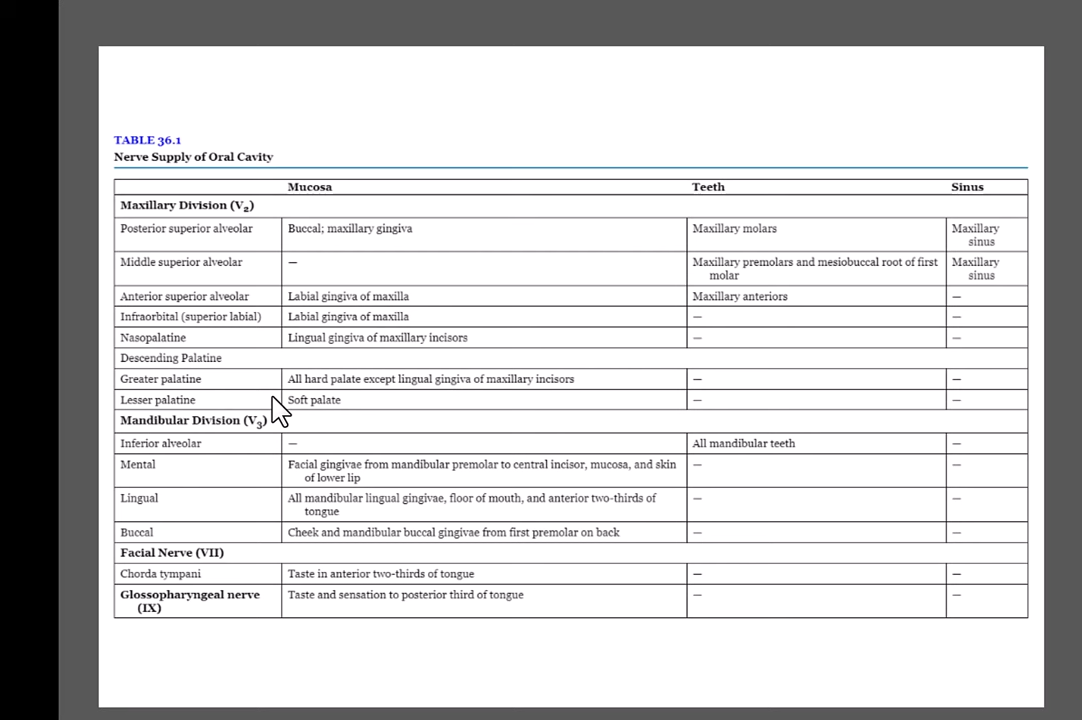 TABLE 36.1
Nerve Supply of Oral Cavity
Mucosa Teeth Sinus
Maxillary Division (V2)
Posterior superior alveolar Buccal; maxillary gingiva Maxillary molars Maxillary
sinus
Middle superior alveolar — Maxillary premolars and mesiobuccal root of first Maxillary
molar sinus
Anterior superior alveolar Labial gingiva of maxilla Maxillary anteriors —
Infraorbital (superior labial) Labial gingiva of maxilla — —
Nasopalatine Lingual gingiva of maxillary incisors — —
Descending Palatine
Greater palatine All hard palate except lingual gingiva of maxillary incisors — —
Lesser palatine Soft palate — —
Mandibular Division (V3)
Inferior alveolar — All mandibular teeth —
Mental Facial gingivae from mandibular premolar to central incisor, mucosa, and skin — —
of lower lip
Lingual All mandibular lingual gingivae, floor of mouth, and anterior two-thirds of — —
tongue
Buccal Cheek and mandibular buccal gingivae from first premolar on back — —
Facial Nerve (VII)
Chorda tympani Taste in anterior two-thirds of tongue — —
Glossopharyngeal nerve Taste and sensation to posterior third of tongue — —
(IX)